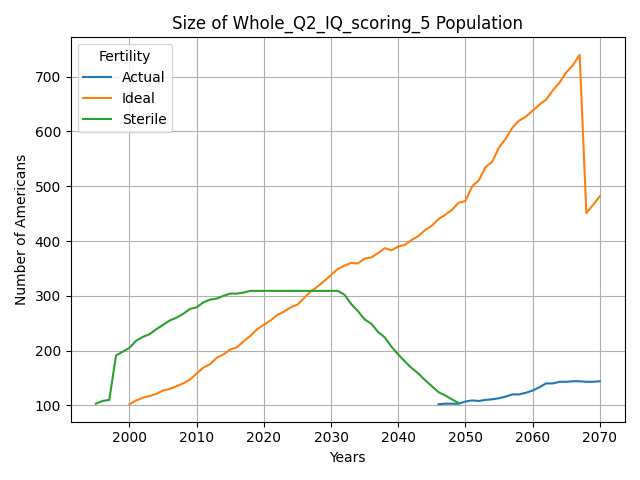 Size of Whole_Q2_IQ_scoring_5 Population
Fertility
Actual
Ideal
Sterile
Number of Americans
700
600
500
400
300
200
100
2000 2010 2020 2030 2040 2050 2060 2070
Years